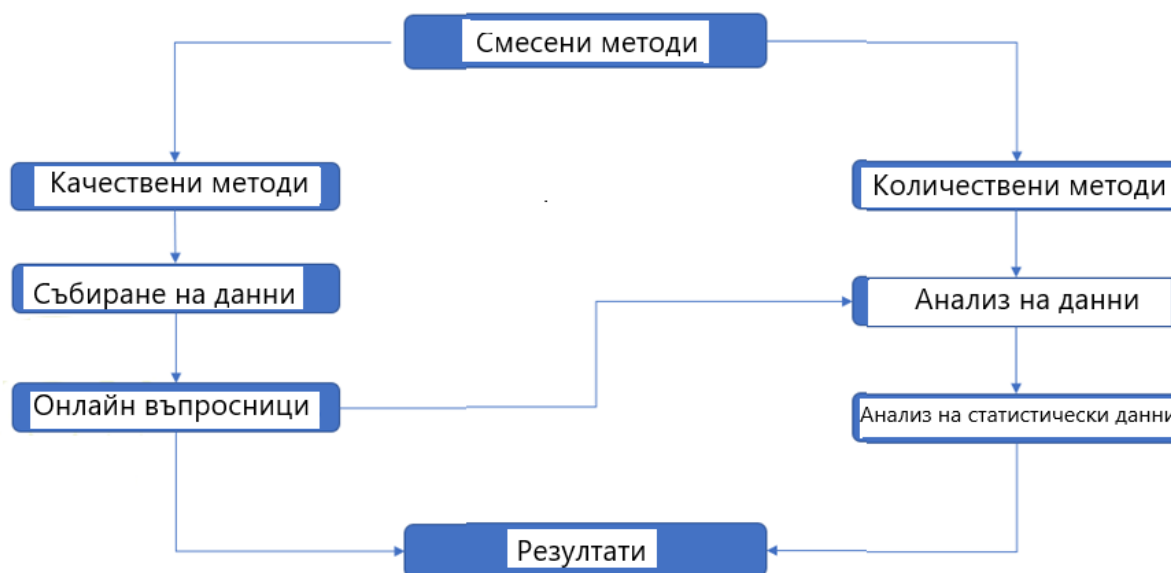 Смесени методи
Качествени методи
Количествени методи
Събиране на данни
Анализ на данни
Онлайн въпросници
Анализ на статистически данни
Резултати